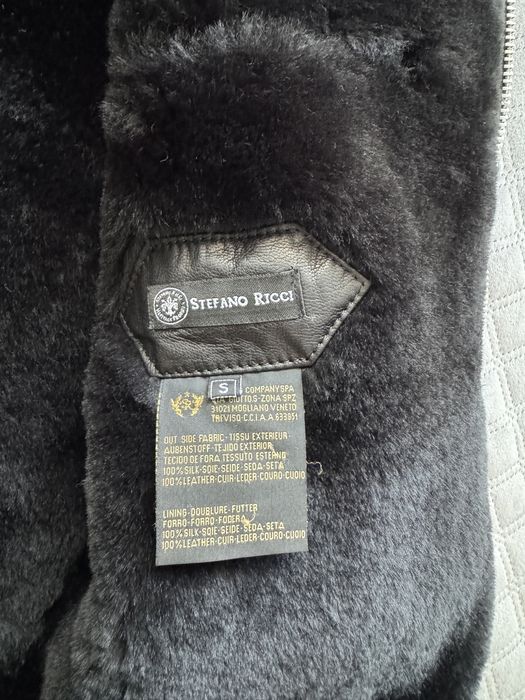 STEFANO RICCI
S
COMPANY SPA
VIA GIOTTO.S-ZONA SPZ
31021 MOGLIANO VENETO
TREVISO-C.C.I.A.A 633951
OUT SIDE FABRIC-TISSU EXTERIEUR
AUBENSTOFF-TEJIDO EXTERIOR
TECIDO DE FORA, TESSUTO ESTERNO
100% SILK-SOIE-SEIDE-SEDA-SETA
100%LEATHER-CUIR-LEDER-COURO-CUOIO
LINING-DOUBLURE-FUTTER
FORRO-FORRO-FODERA
100% SILK-SOIE-SEIDE-SEDA-SETA
100%LEATHER-CUIR-LEDER-COURO-CUOIO